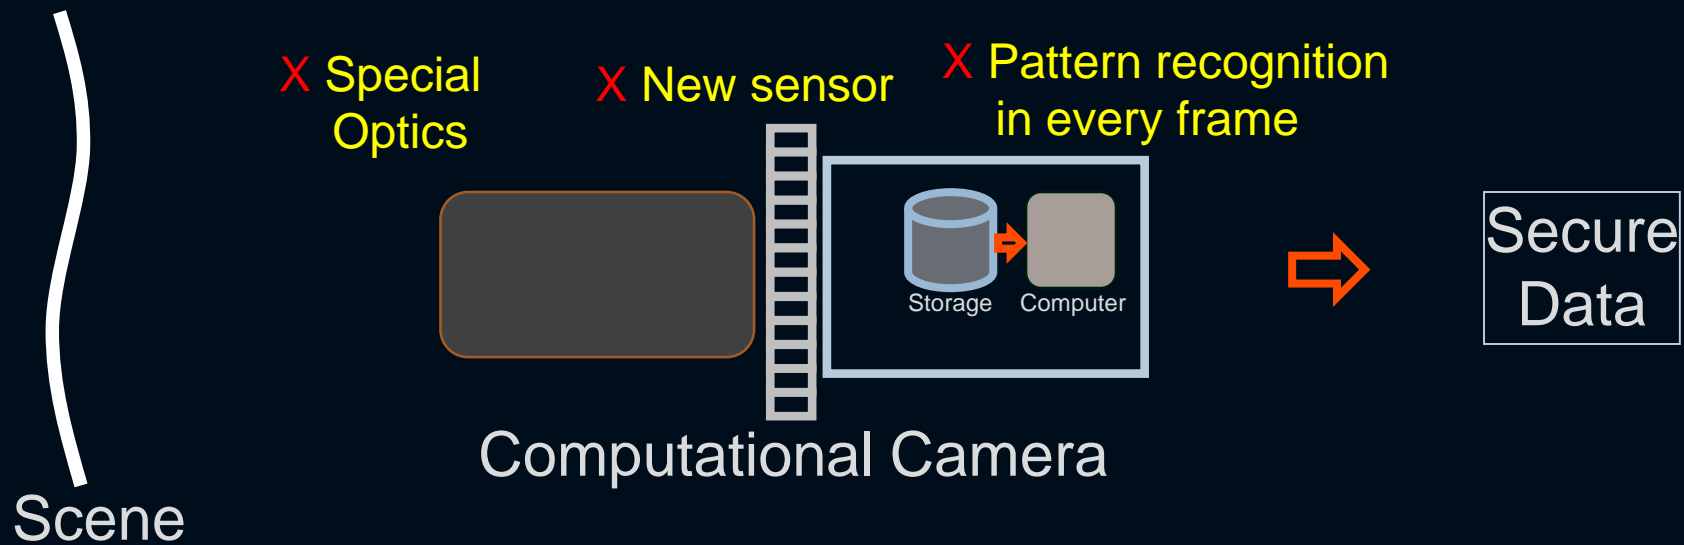 X Special
Optics
X New sensor
X Pattern recognition
in every frame
Storage
Computer
Secure
Data
Computational Camera
Scene